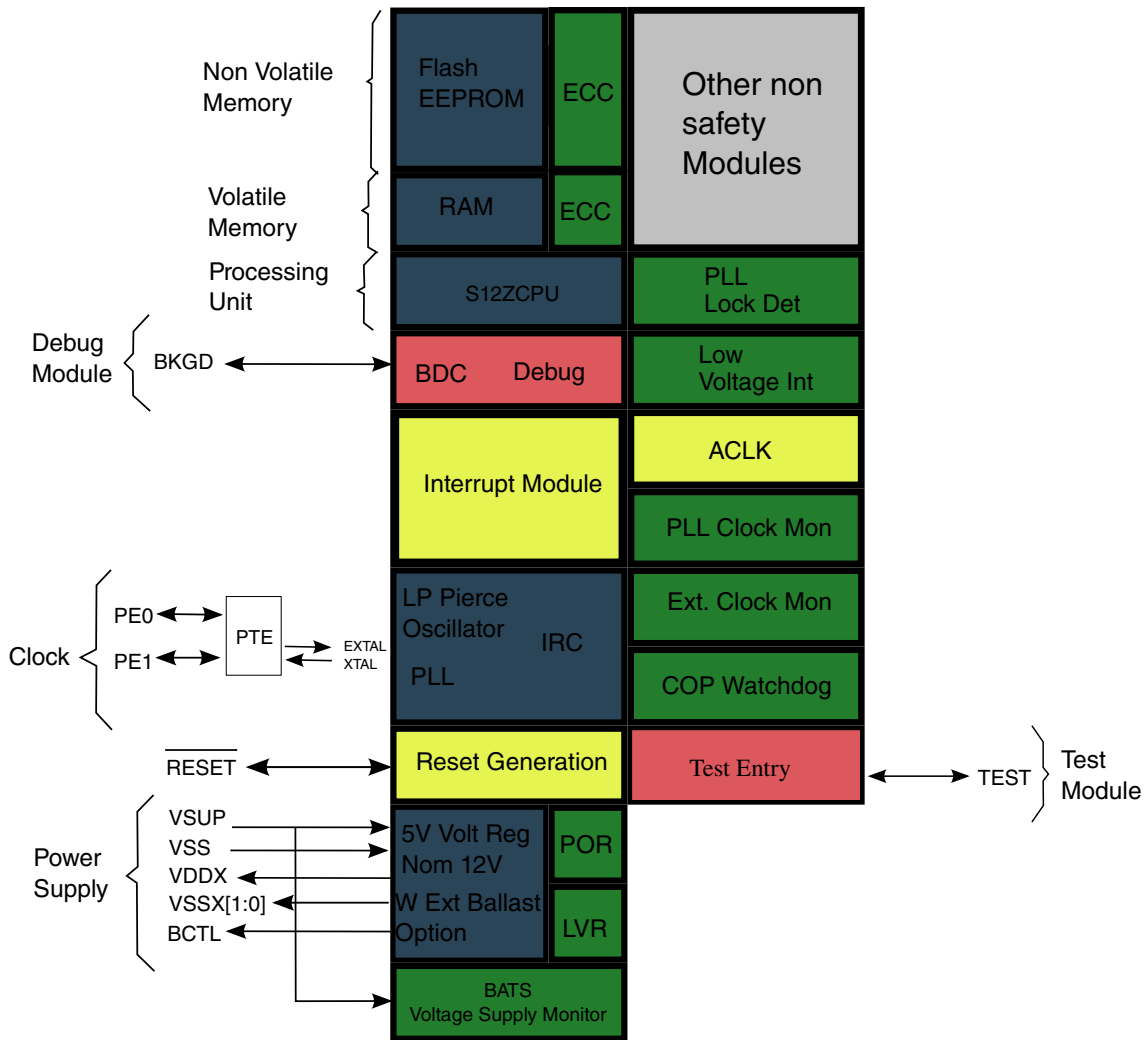 Non Volatile
Memory
Flash
EEPROM
ECC
Other non
safety
Modules
Volatile
Memory
RAM
ECC
Processing
Unit
S12ZCPU
PLL
Lock Det
Debug
Module
BKGD
BDC
Debug
Low
Voltage Int
Interrupt Module
ACLK
PLL Clock Mon
Clock
PE0
PE1
PTE
EXTAL
XTAL
LP Pierce
Oscillator
IRC
PLL
Ext. Clock Mon
COP Watchdog
RESET
Reset Generation
Test Entry
TEST
Test
Module
Power
Supply
VSUP
VSS
VDDX
VSSX[1:0]
BCTL
5V Volt Reg
Nom 12V
W Ext Ballast
Option
POR
LVR
BATS
Voltage Supply Monitor